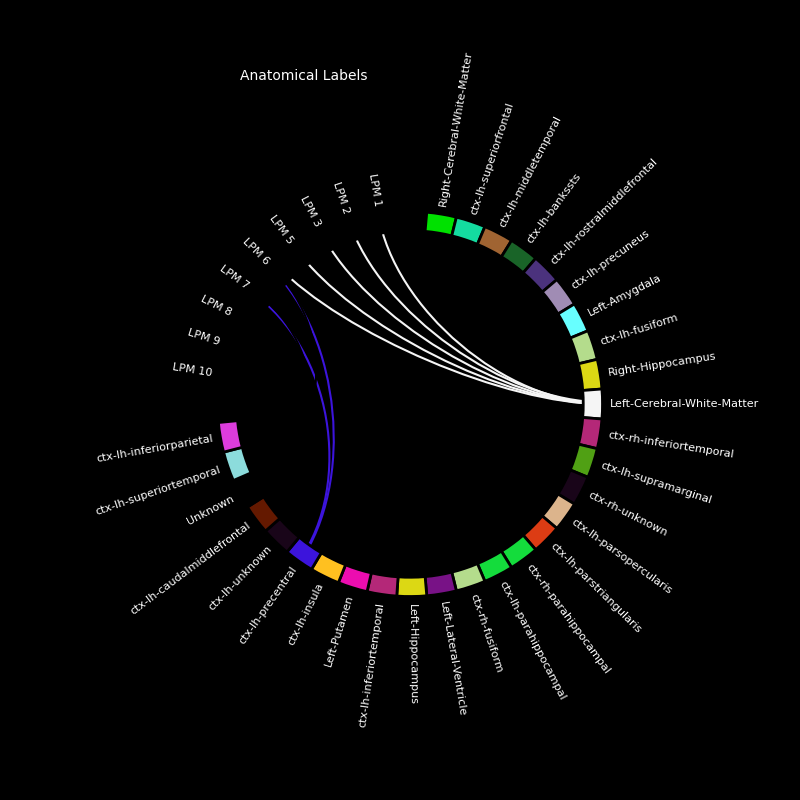 Anatomical Labels
LPM 1
LPM 2
LPM 3
LPM 5
LPM 6
LPM 7
LPM 8
LPM 9
LPM 10
Right-Cerebral-White-Matter
ctx-lh-superiorfrontal
ctx-lh-middletemporal
ctx-lh-bankssts
ctx-lh-rostralmiddlefrontal
ctx-lh-precuneus
Left-Amygdala
ctx-lh-fusiform
Right-Hippocampus
Left-Cerebral-White-Matter
ctx-rh-inferiortemporal
ctx-lh-supramarginal
ctx-rh-unknown
ctx-lh-parsopercularis
ctx-lh-parstriangularis
ctx-rh-parahippocampal
ctx-lh-parahippocampal
ctx-rh-fusiform
Left-Lateral-Ventricle
Left-Hippocampus
ctx-lh-inferiortemporal
Left-Putamen
ctx-lh-insula
ctx-lh-precentral
ctx-lh-unknown
ctx-lh-caudalmiddlefrontal
Unknown
ctx-lh-superiortemporal
ctx-lh-inferiorparietal